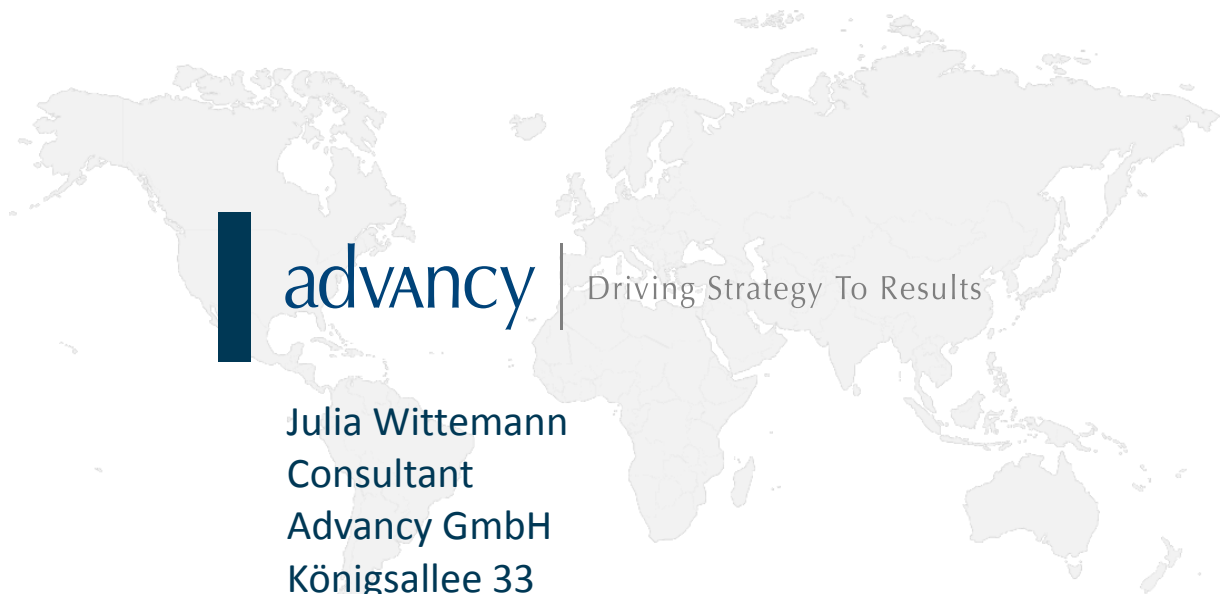 advancy | Driving Strategy To Results
Julia Wittemann
Consultant
Advancy GmbH
Königsallee 33